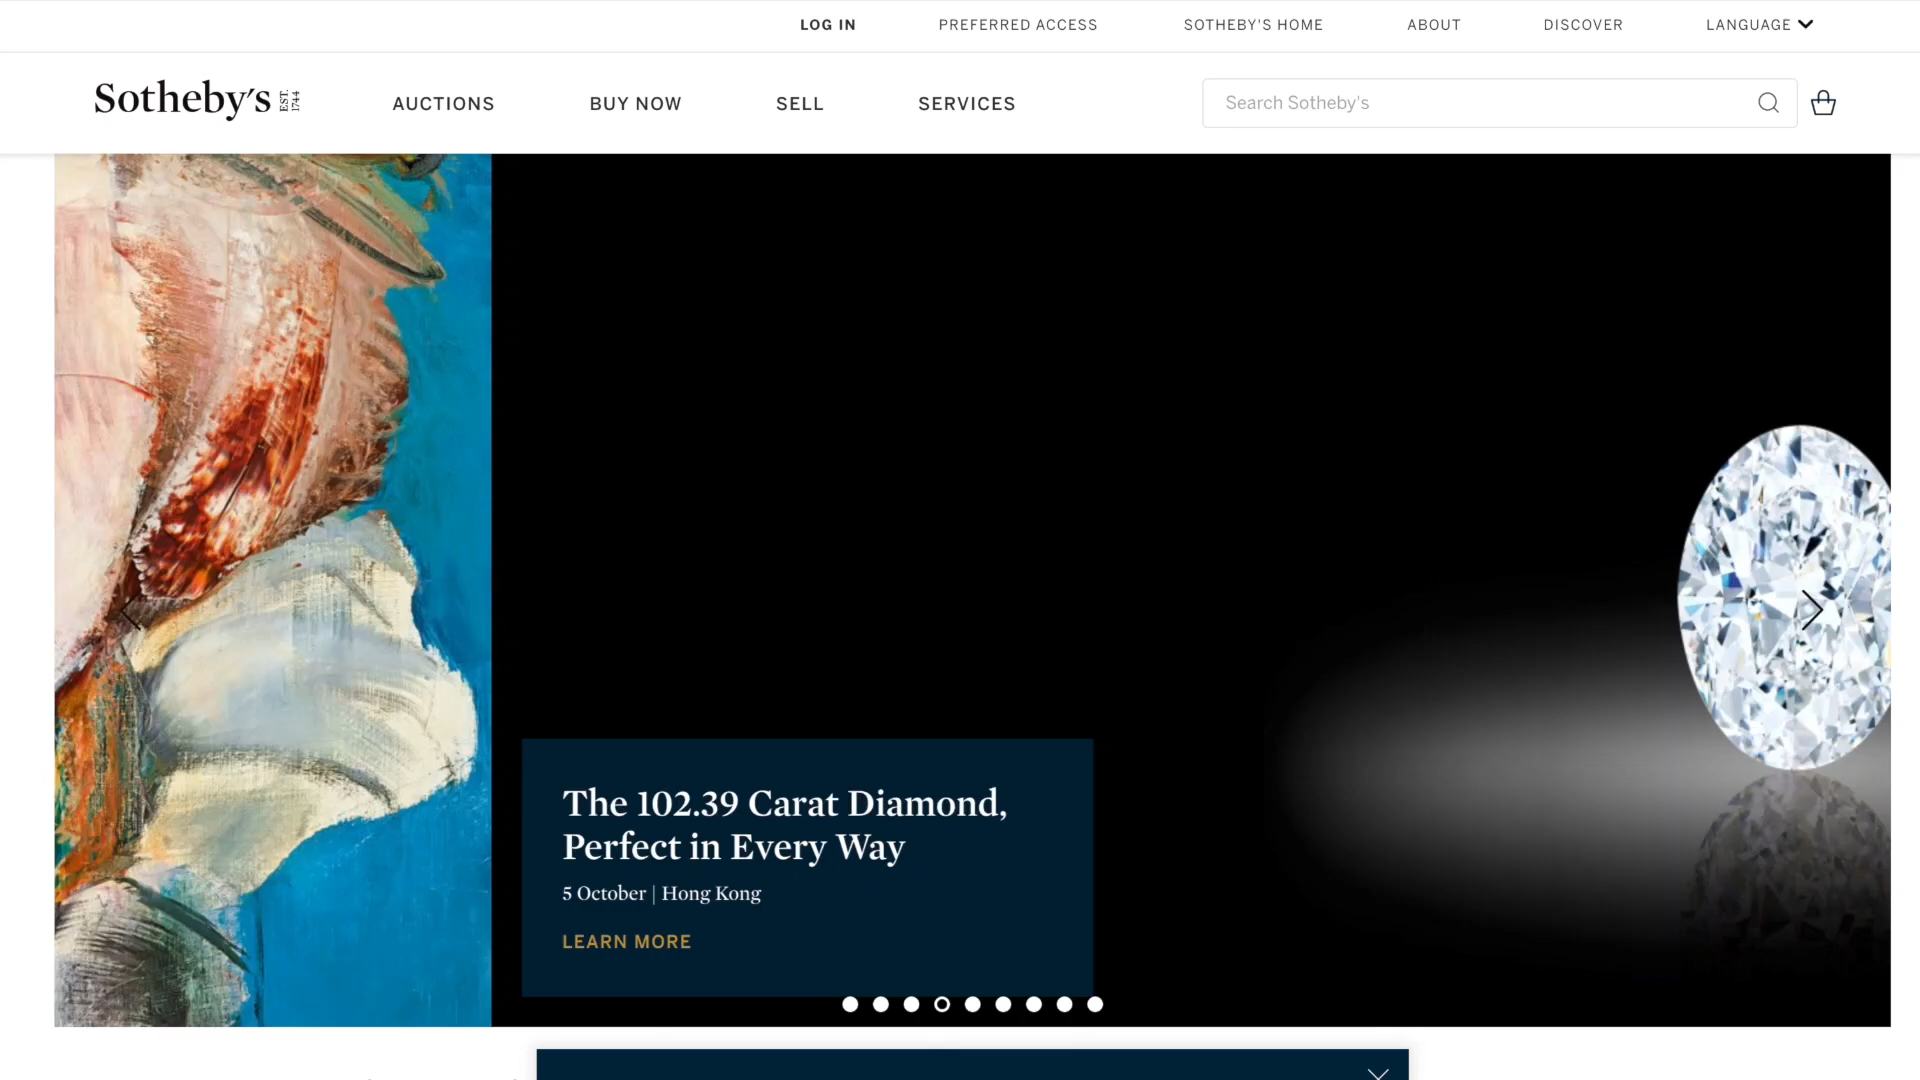 LOG IN
PREFERRED ACCESS
SOTHEBY'S HOME
ABOUT
DISCOVER
LANGUAGE
Sotheby's EST. 1744
AUCTIONS
BUY NOW
SELL
SERVICES
Search Sotheby's
The 102.39 Carat Diamond,
Perfect in Every Way
5 October | Hong Kong
LEARN MORE